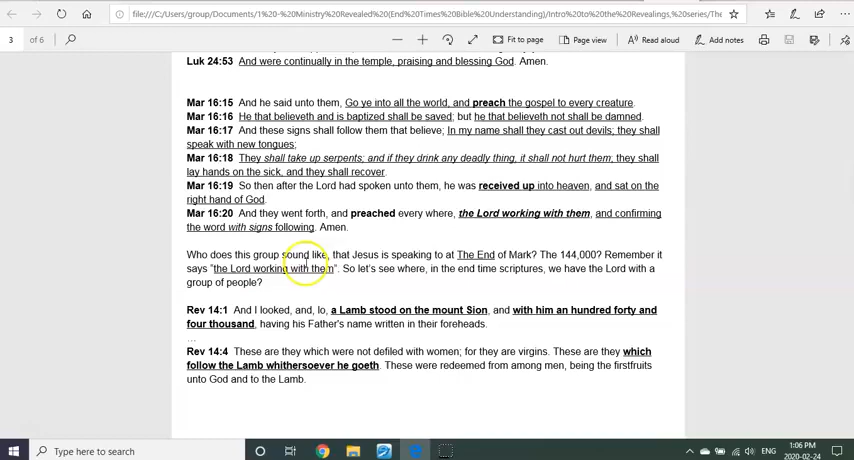 file:///C:/Users/group/Documents/1%20-%20Ministry%20Revealed%20(End%20Times%20Bible%20Understanding)/Intro%20to%20the%20Revealings,%20series/The
3 of 6
Fit to page
Page view
Read aloud
Add notes
Luk 24:53 And were continually in the temple, praising and blessing God. Amen.
Mar 16:15 And he said unto them, Go ye into all the world, and preach the gospel to every creature.
Mar 16:16 He that believeth and is baptized shall be saved; but he that believeth not shall be damned.
Mar 16:17 And these signs shall follow them that believe; In my name shall they cast out devils; they shall
speak with new tongues;
Mar 16:18 They shall take up serpents; and if they drink any deadly thing, it shall not hurt them; they shall
lay hands on the sick, and they shall recover.
Mar 16:19 So then after the Lord had spoken unto them, he was received up into heaven, and sat on the
right hand of God.
Mar 16:20 And they went forth, and preached every where, the Lord working with them, and confirming
the word with signs following. Amen.
Who does this group sound like, that Jesus is speaking to at The End of Mark? The 144,000? Remember it
says "the Lord working with them". So let's see where, in the end time scriptures, we have the Lord with a
group of people?
Rev 14:1 And I looked, and, lo, a Lamb stood on the mount Sion, and with him an hundred forty and
four thousand, having his Father's name written in their foreheads.
...
Rev 14:4 These are they which were not defiled with women; for they are virgins. These are they which
follow the Lamb whithersoever he goeth. These were redeemed from among men, being the firstfruits
unto God and to the Lamb.
Type here to search
ENG
1:06 PM
2020-02-24